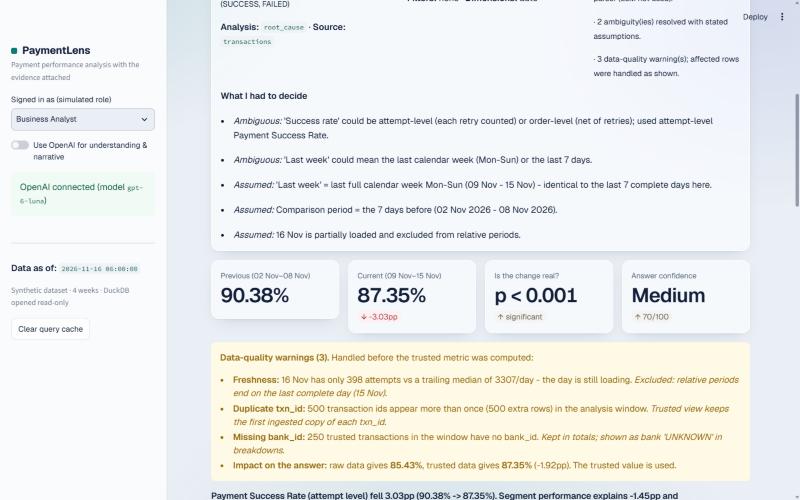 (SUCCESS, FAILED)
Deploy
· 2 ambiguity(ies) resolved with stated
assumptions.
Analysis: root_cause · Source:
transactions
· 3 data-quality warning(s); affected rows
were handled as shown.
PaymentLens
Payment performance analysis with the
evidence attached
Signed in as (simulated role)
Business Analyst
Use OpenAI for understanding &
narrative
OpenAI connected (model gpt-
6-luna)
Data as of: 2026-11-16 06:00:00
Synthetic dataset · 4 weeks · DuckDB
opened read-only
Clear query cache
What I had to decide
• Ambiguous: 'Success rate' could be attempt-level (each retry counted) or order-level (net of retries); used attempt-level
Payment Success Rate.
• Ambiguous: 'Last week' could mean the last calendar week (Mon-Sun) or the last 7 days.
• Assumed: 'Last week' = last full calendar week Mon-Sun (09 Nov - 15 Nov) - identical to the last 7 complete days here.
• Assumed: Comparison period = the 7 days before (02 Nov 2026 - 08 Nov 2026).
• Assumed: 16 Nov is partially loaded and excluded from relative periods.
Previous (02 Nov–08 Nov)
90.38%
Current (09 Nov–15 Nov)
87.35%
↓ -3.03pp
Is the change real?
p < 0.001
↑ significant
Answer confidence
Medium
↑ 70/100
Data-quality warnings (3). Handled before the trusted metric was computed:
• Freshness: 16 Nov has only 398 attempts vs a trailing median of 3307/day - the day is still loading. Excluded: relative periods
end on the last complete day (15 Nov).
• Duplicate txn_id: 500 transaction ids appear more than once (500 extra rows) in the analysis window. Trusted view keeps
the first ingested copy of each txn_id.
• Missing bank_id: 250 trusted transactions in the window have no bank_id. Kept in totals; shown as bank 'UNKNOWN' in
breakdowns.
• Impact on the answer: raw data gives 85.43%, trusted data gives 87.35% (-1.92pp). The trusted value is used.
Payment Success Rate (attempt level) fell 3.03pp (90.38% -> 87.35%). Segment performance explains -1.45pp and